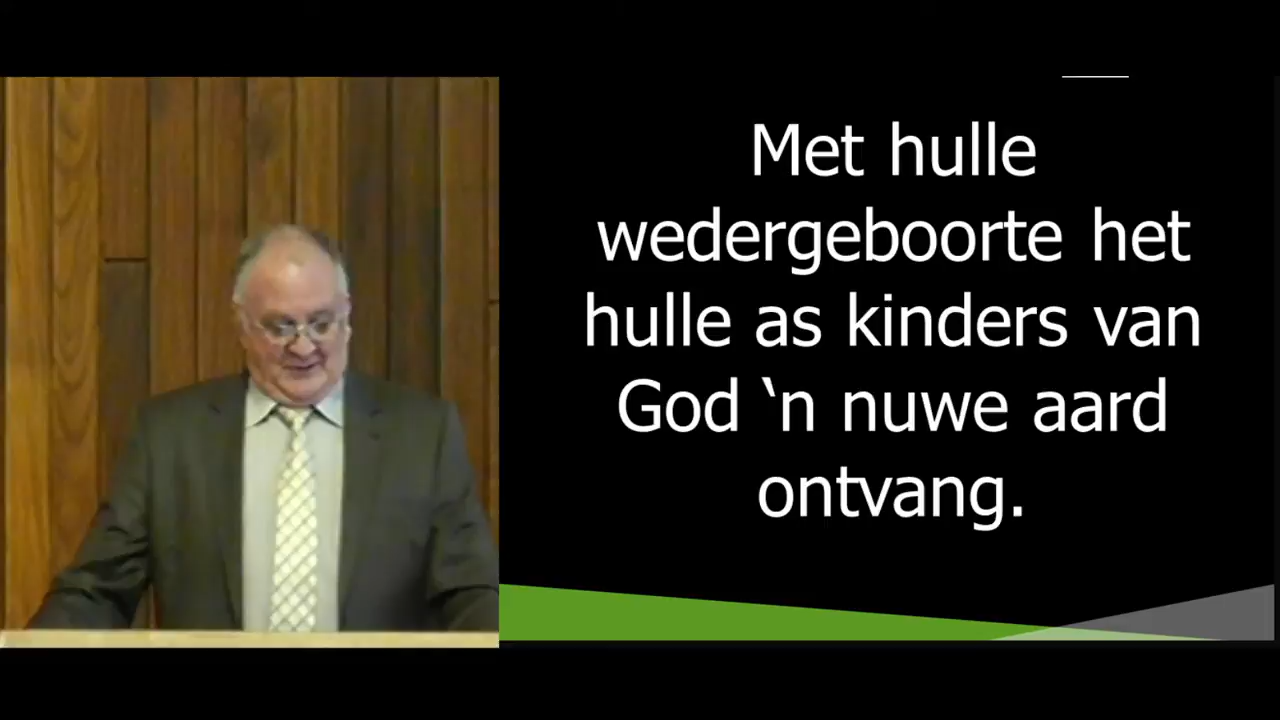 Met hulle
wedergeboorte het
hulle as kinders van
God ‘n nuwe aard
ontvang.